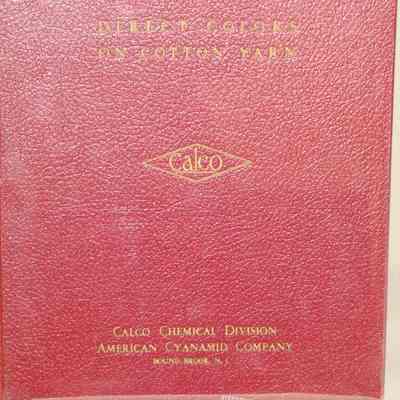 DIRECT COLORS
ON COTTON YARN
Calco
CALCO CHEMICAL DIVISION
AMERICAN CYANAMID COMPANY
BOUND BROOK, N. J.